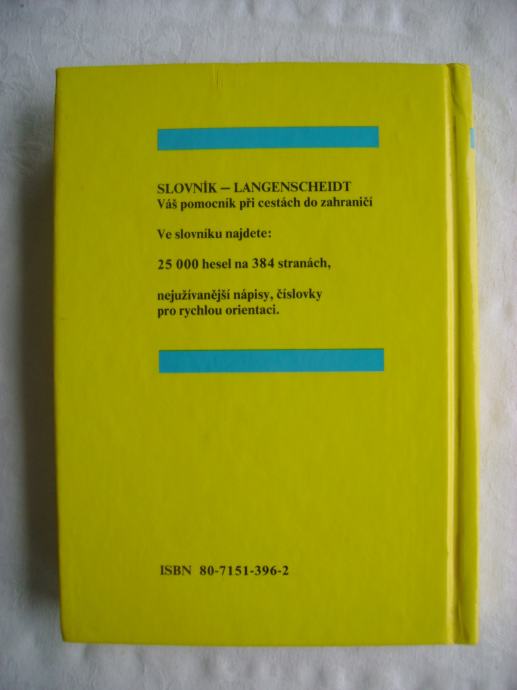 SLOVNÍK – LANGENSCHEIDT
Váš pomocník při cestách do zahraničí
Ve slovníku najdete:
25 000 hesel na 384 stranách,
nejužívanější nápisy, číslovky
pro rychlou orientaci.
ISBN 80-7151-396-2